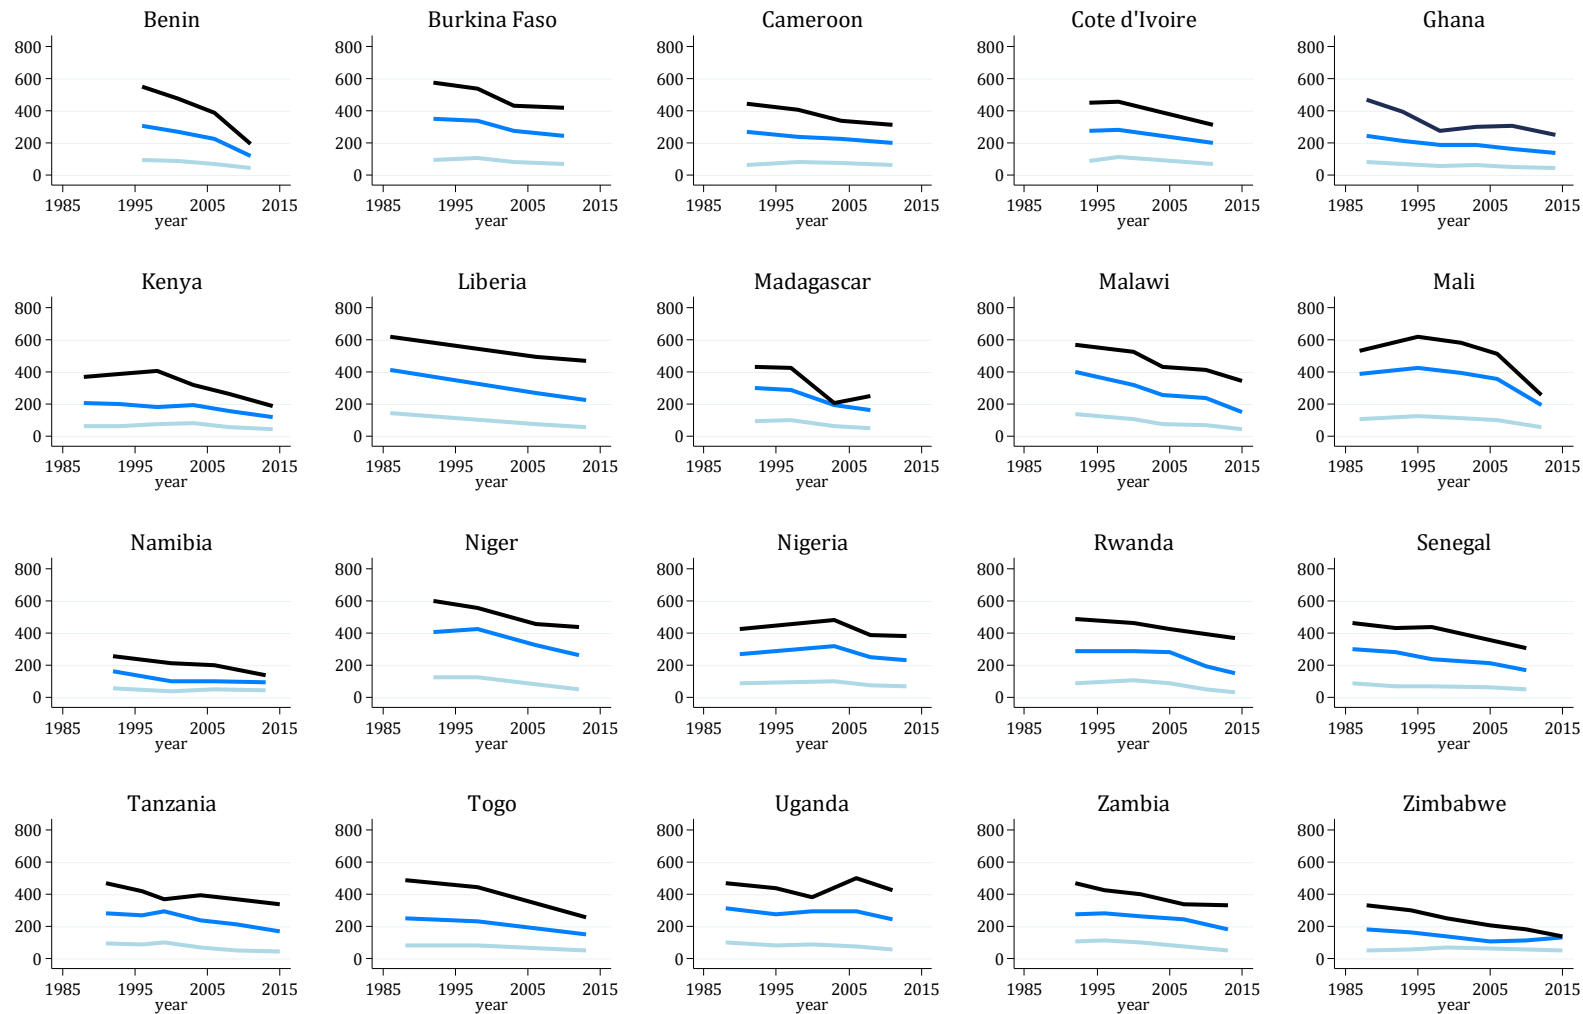 Benin Burkina Faso Cameroon Cote d'Ivoire Ghana
800 800 800 800 800
600 600 600 600 600
400 400 400 400 400
200 200 200 200 200
0 0 0 0 0
1985 1995 2005 2015 1985 1995 2005 2015 1985 1995 2005 2015 1985 1995 2005 2015 1985 1995 2005 2015
year year year year year
Kenya Liberia Madagascar Malawi Mali
800 800 800 800 800
600 600 600 600 600
400 400 400 400 400
200 200 200 200 200
0 0 0 0 0
1985 1995 2005 2015 1985 1995 2005 2015 1985 1995 2005 2015 1985 1995 2005 2015 1985 1995 2005 2015
year year year year year
Namibia Niger Nigeria Rwanda Senegal
800 800 800 800 800
600 600 600 600 600
400 400 400 400 400
200 200 200 200 200
0 0 0 0 0
1985 1995 2005 2015 1985 1995 2005 2015 1985 1995 2005 2015 1985 1995 2005 2015 1985 1995 2005 2015
year year year year year
Tanzania Togo Uganda Zambia Zimbabwe
800 800 800 800 800
600 600 600 600 600
400 400 400 400 400
200 200 200 200 200
0 0 0 0 0
1985 1995 2005 2015 1985 1995 2005 2015 1985 1995 2005 2015 1985 1995 2005 2015 1985 1995 2005 2015
year year year year year